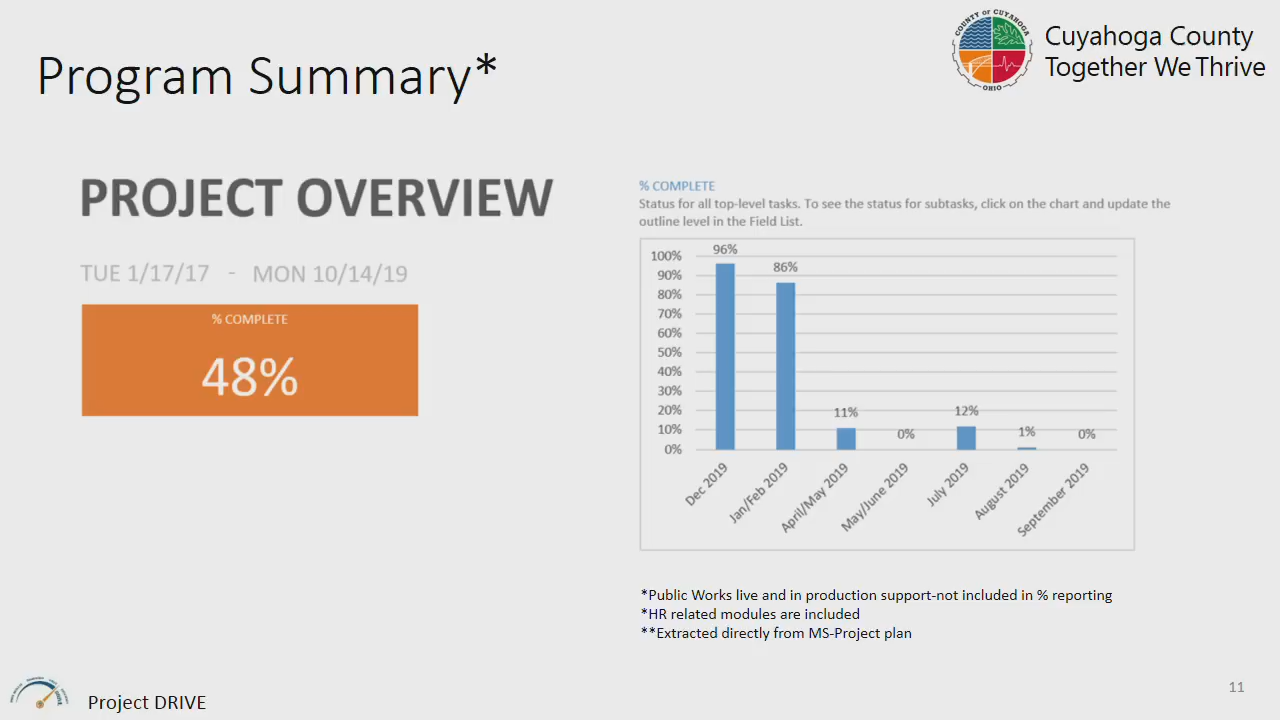 COUNTY OF CUYAHOGA
OHIO
Cuyahoga County
Together We Thrive
Program Summary*
PROJECT OVERVIEW
TUE 1/17/17 - MON 10/14/19
% COMPLETE
48%
% COMPLETE
Status for all top-level tasks. To see the status for subtasks, click on the chart and update the
outline level in the Field List.
100%
90%
80%
70%
60%
50%
40%
30%
20%
10%
0%
96%
86%
11%
0%
12%
1%
0%
Dec 2019
Jan/Feb 2019
April/May 2019
May/June 2019
July 2019
August 2019
September 2019
*Public Works live and in production support-not included in % reporting
*HR related modules are included
**Extracted directly from MS-Project plan
Project DRIVE
11